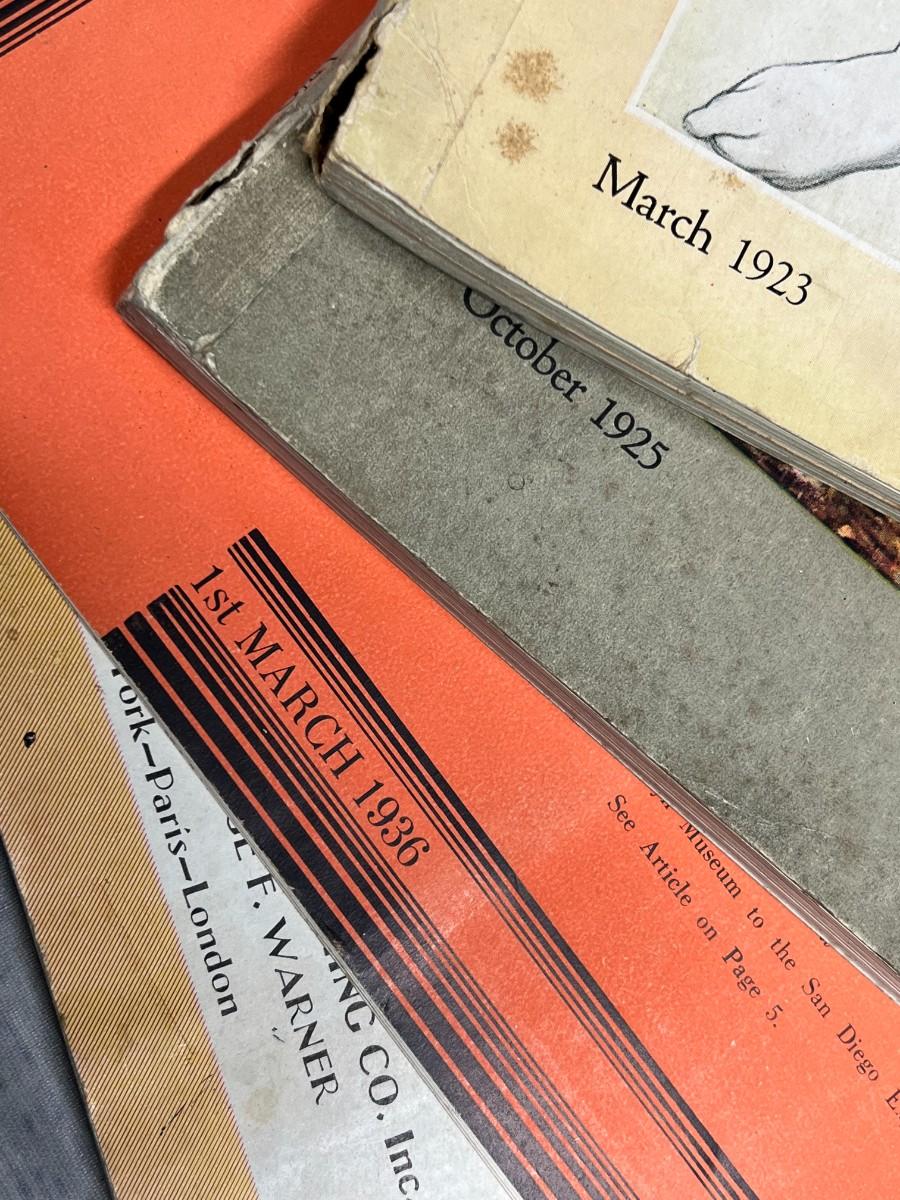 March 1923
October 1925
1st MARCH 1936
Museum to the San Diego
See Article on Page 5.
York—Paris—London
F. WARNER
CO. Inc.